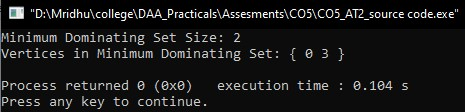 "D:\Mridhu\college\DAA_Practicals\Assesments\CO5\CO5_AT2_source code.exe"
Minimum Dominating Set Size: 2
Vertices in Minimum Dominating Set: { 0 3 }
Process returned 0 (0x0)   execution time : 0.104 s
Press any key to continue.